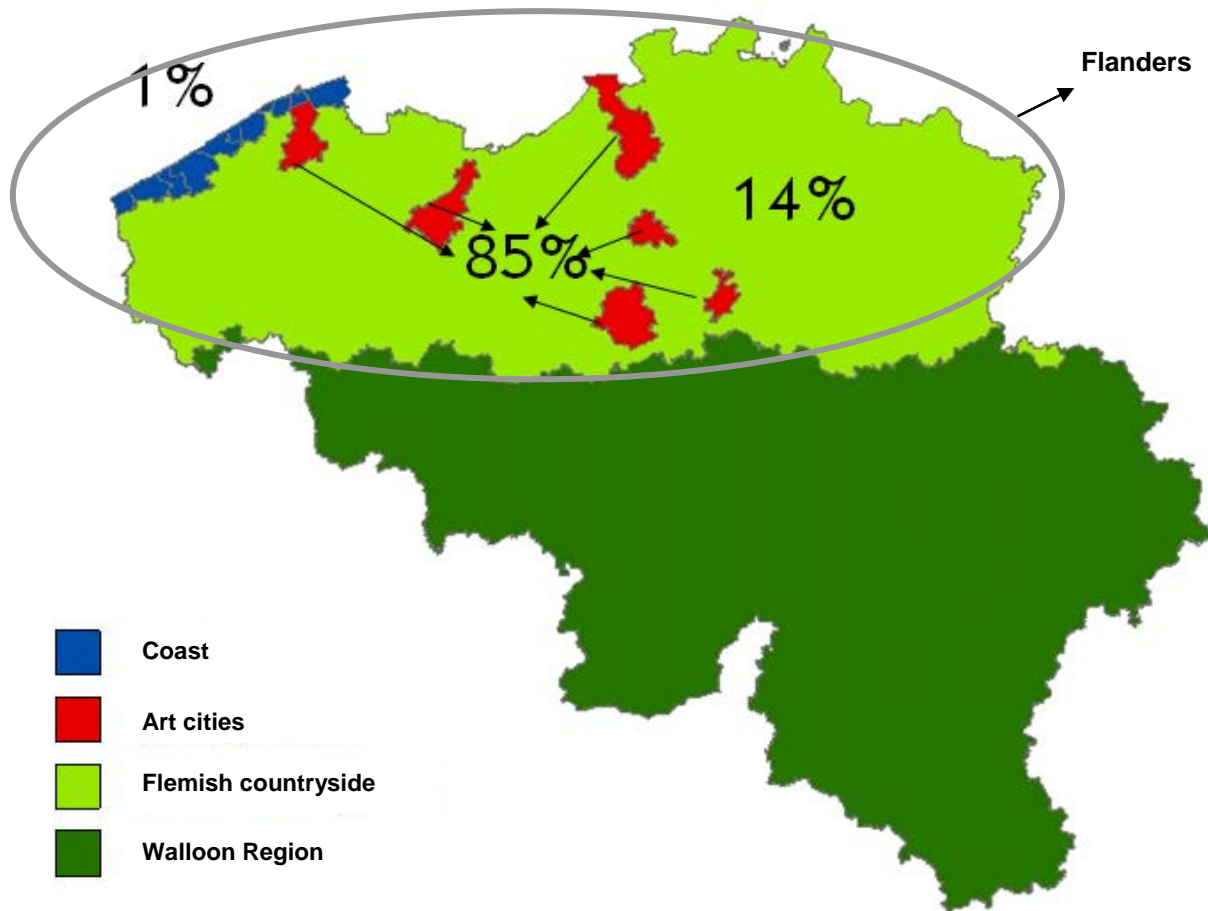 Flanders
1%
14%
85%
Coast
Art cities
Flemish countryside
Walloon Region